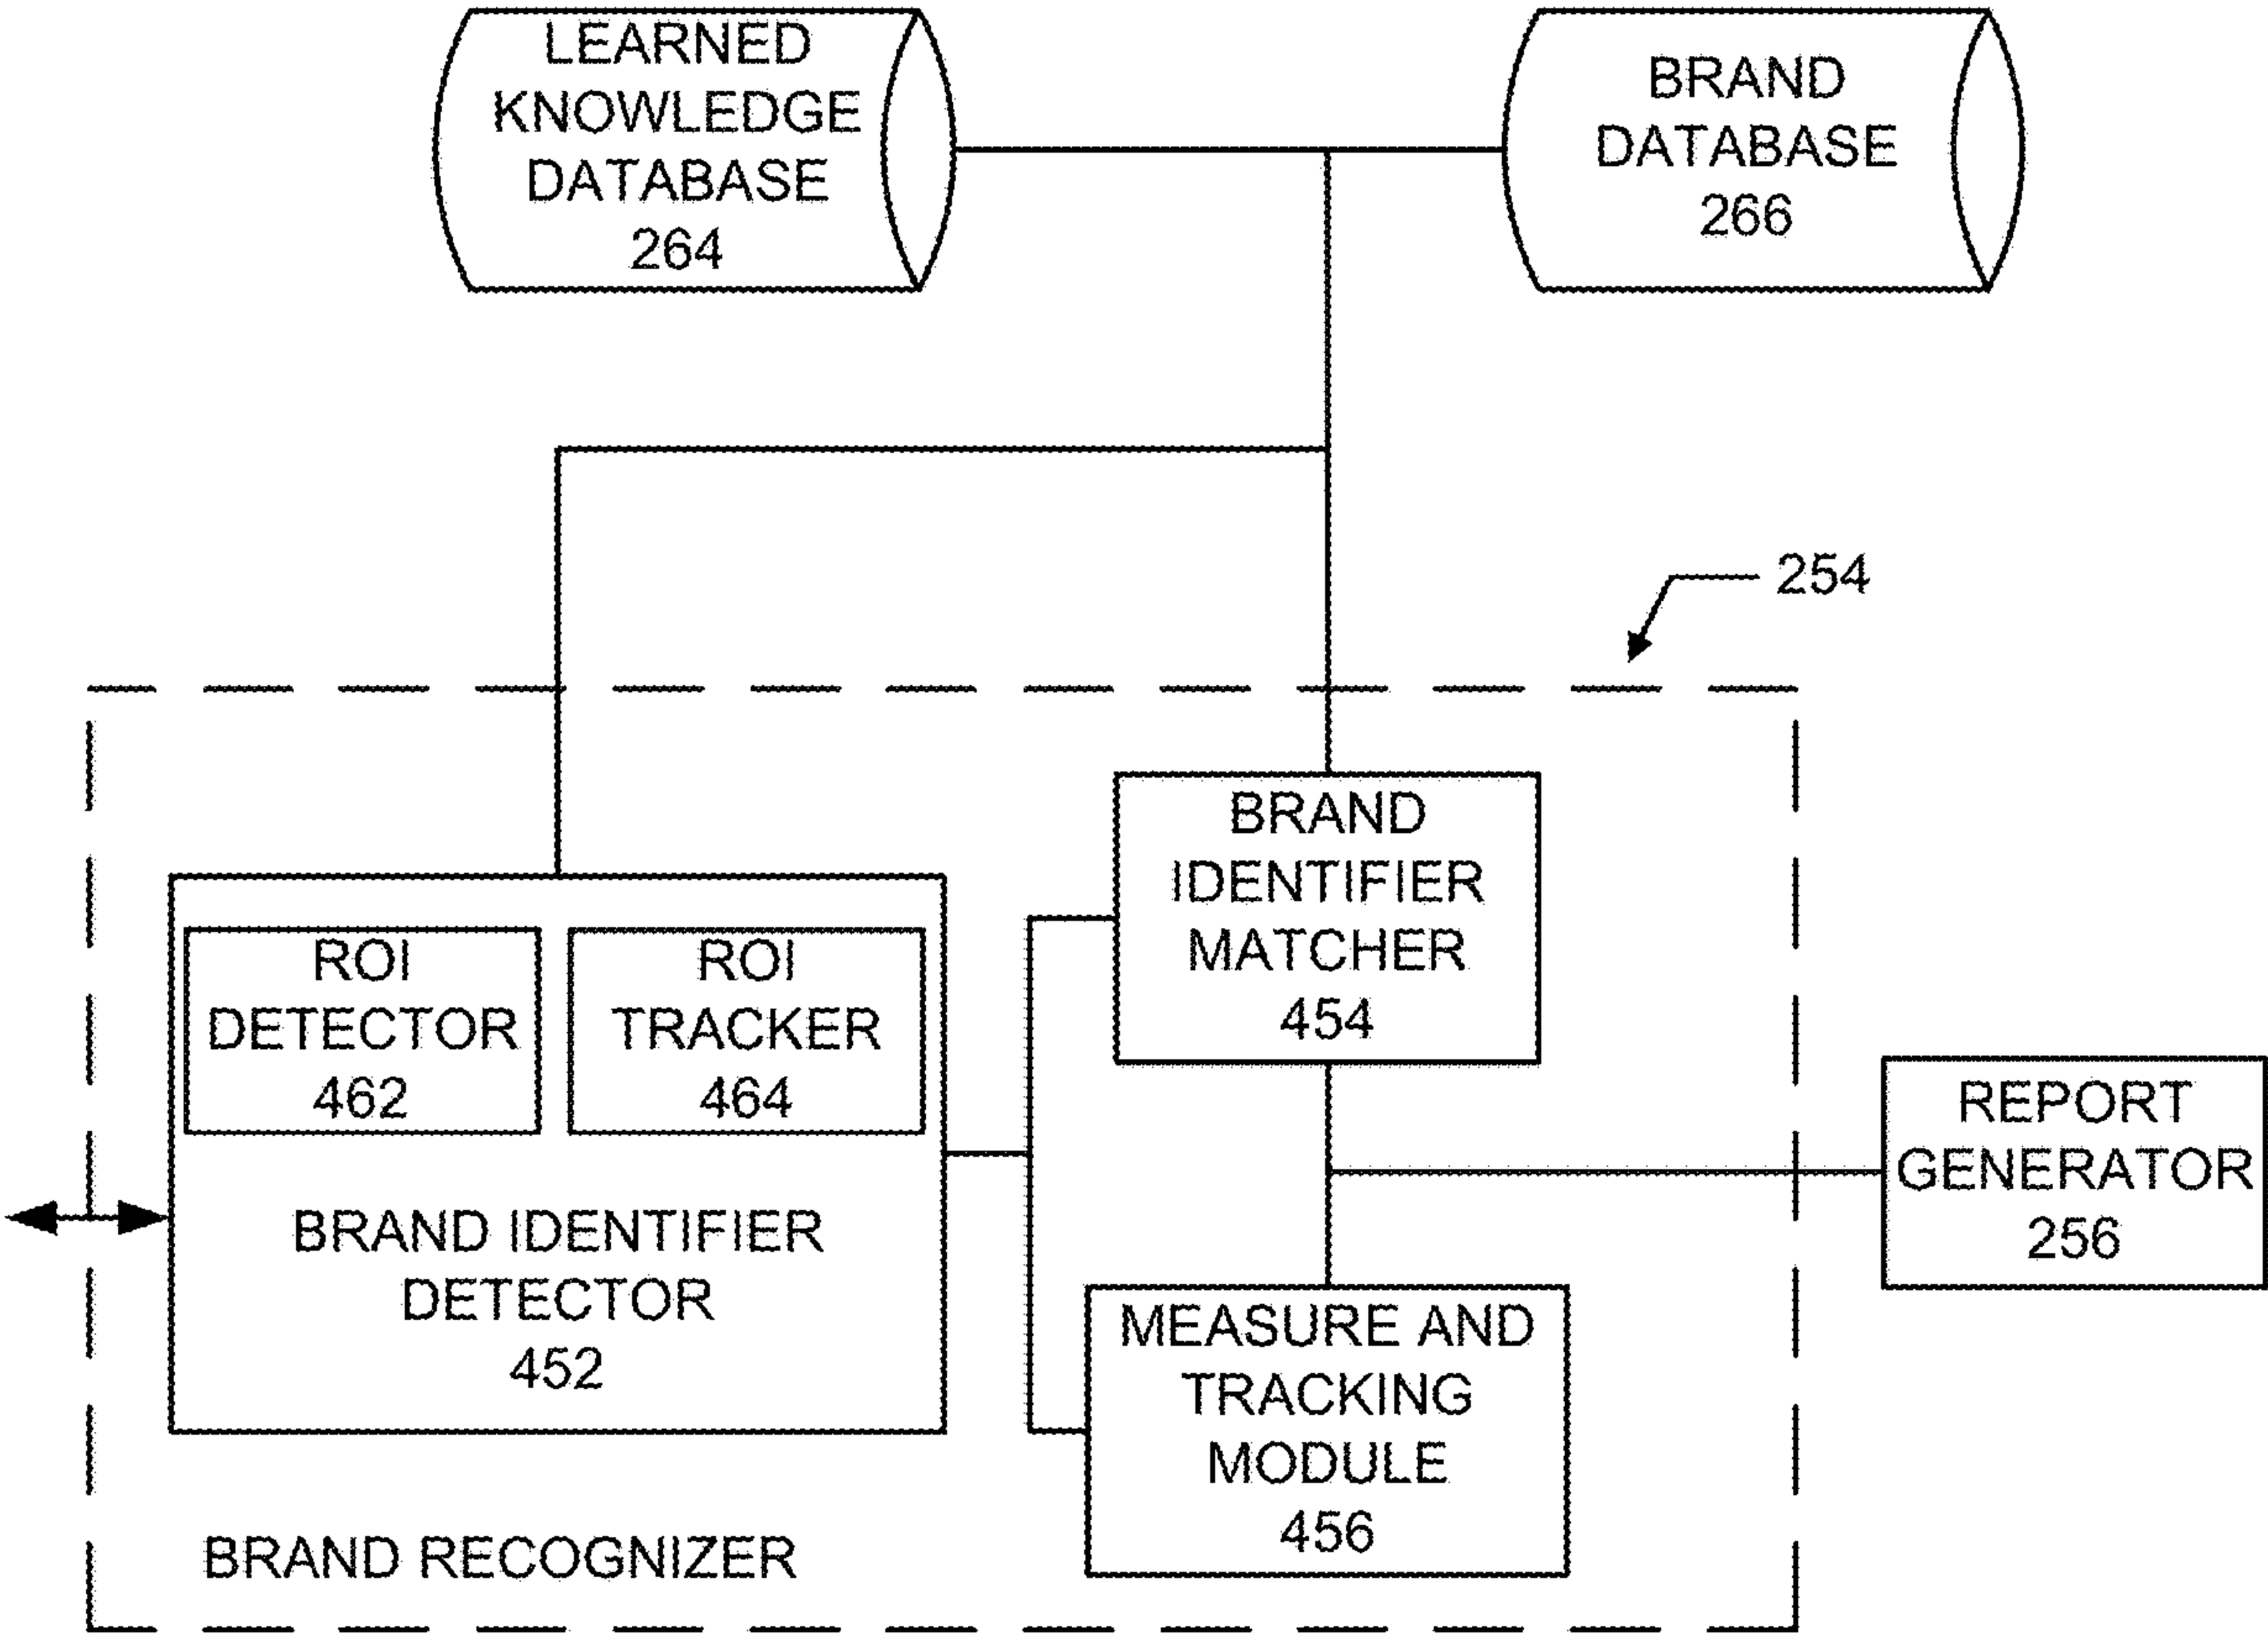 LEARNED
KNOWLEDGE
DATABASE
264
BRAND
DATABASE
266
254
BRAND
IDENTIFIER
MATCHER
454
ROI
DETECTOR
462
ROI
TRACKER
464
BRAND IDENTIFIER
DETECTOR
452
REPORT
GENERATOR
256
MEASURE AND
TRACKING
MODULE
456
BRAND RECOGNIZER